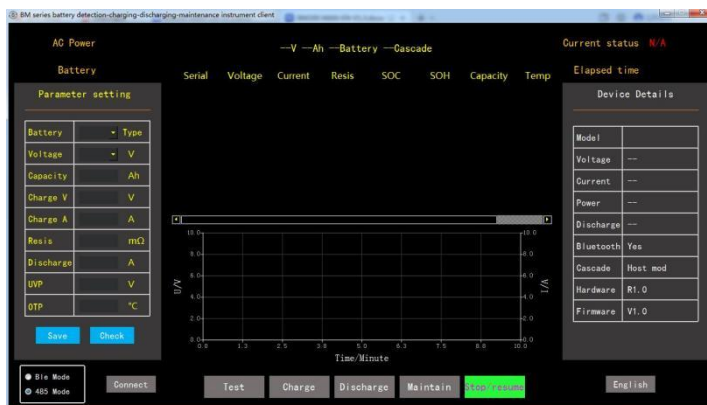 BM series battery detection-charging-discharging-maintenance instrument client
AC Power
--V --Ah --Battery --Cascade
Current status N/A
Battery
Serial Voltage Current Resis SOC SOH Capacity Temp
Elapsed time
Parameter setting
Battery Type
Voltage V
Capacity Ah
Charge V V
Charge A A
Resis mΩ
Discharge A
UVP V
OTP °C
Save Check
Device Details
Model
Voltage --
Current --
Power --
Discharge --
Bluetooth Yes
Cascade Host mod
Hardware R1.0
Firmware V1.0
10.0 10.0
8.0 8.0
6.0 6.0
U/V I/A
4.0 4.0
2.0 2.0
0.0 0.0
0.0 1.3 2.5 3.8 5.0 6.3 7.5 8.8 10.0
Time/Minute
Ble Mode
485 Mode
Connect
Test Charge Discharge Maintain Stop/resume
English